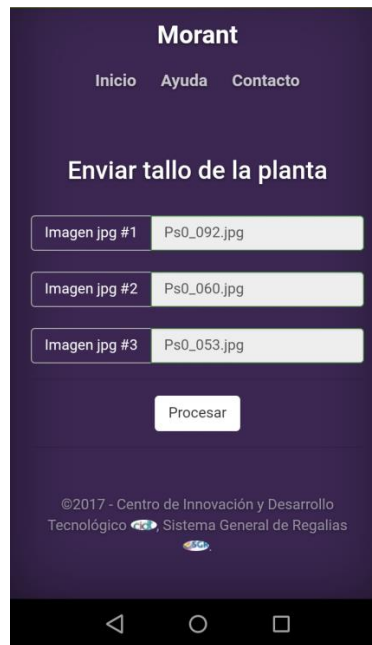 Morant
Inicio Ayuda Contacto
Enviar tallo de la planta
Imagen jpg #1 Ps0_092.jpg
Imagen jpg #2 Ps0_060.jpg
Imagen jpg #3 Ps0_053.jpg
Procesar
©2017 - Centro de Innovación y Desarrollo
Tecnológico , Sistema General de Regalias
.